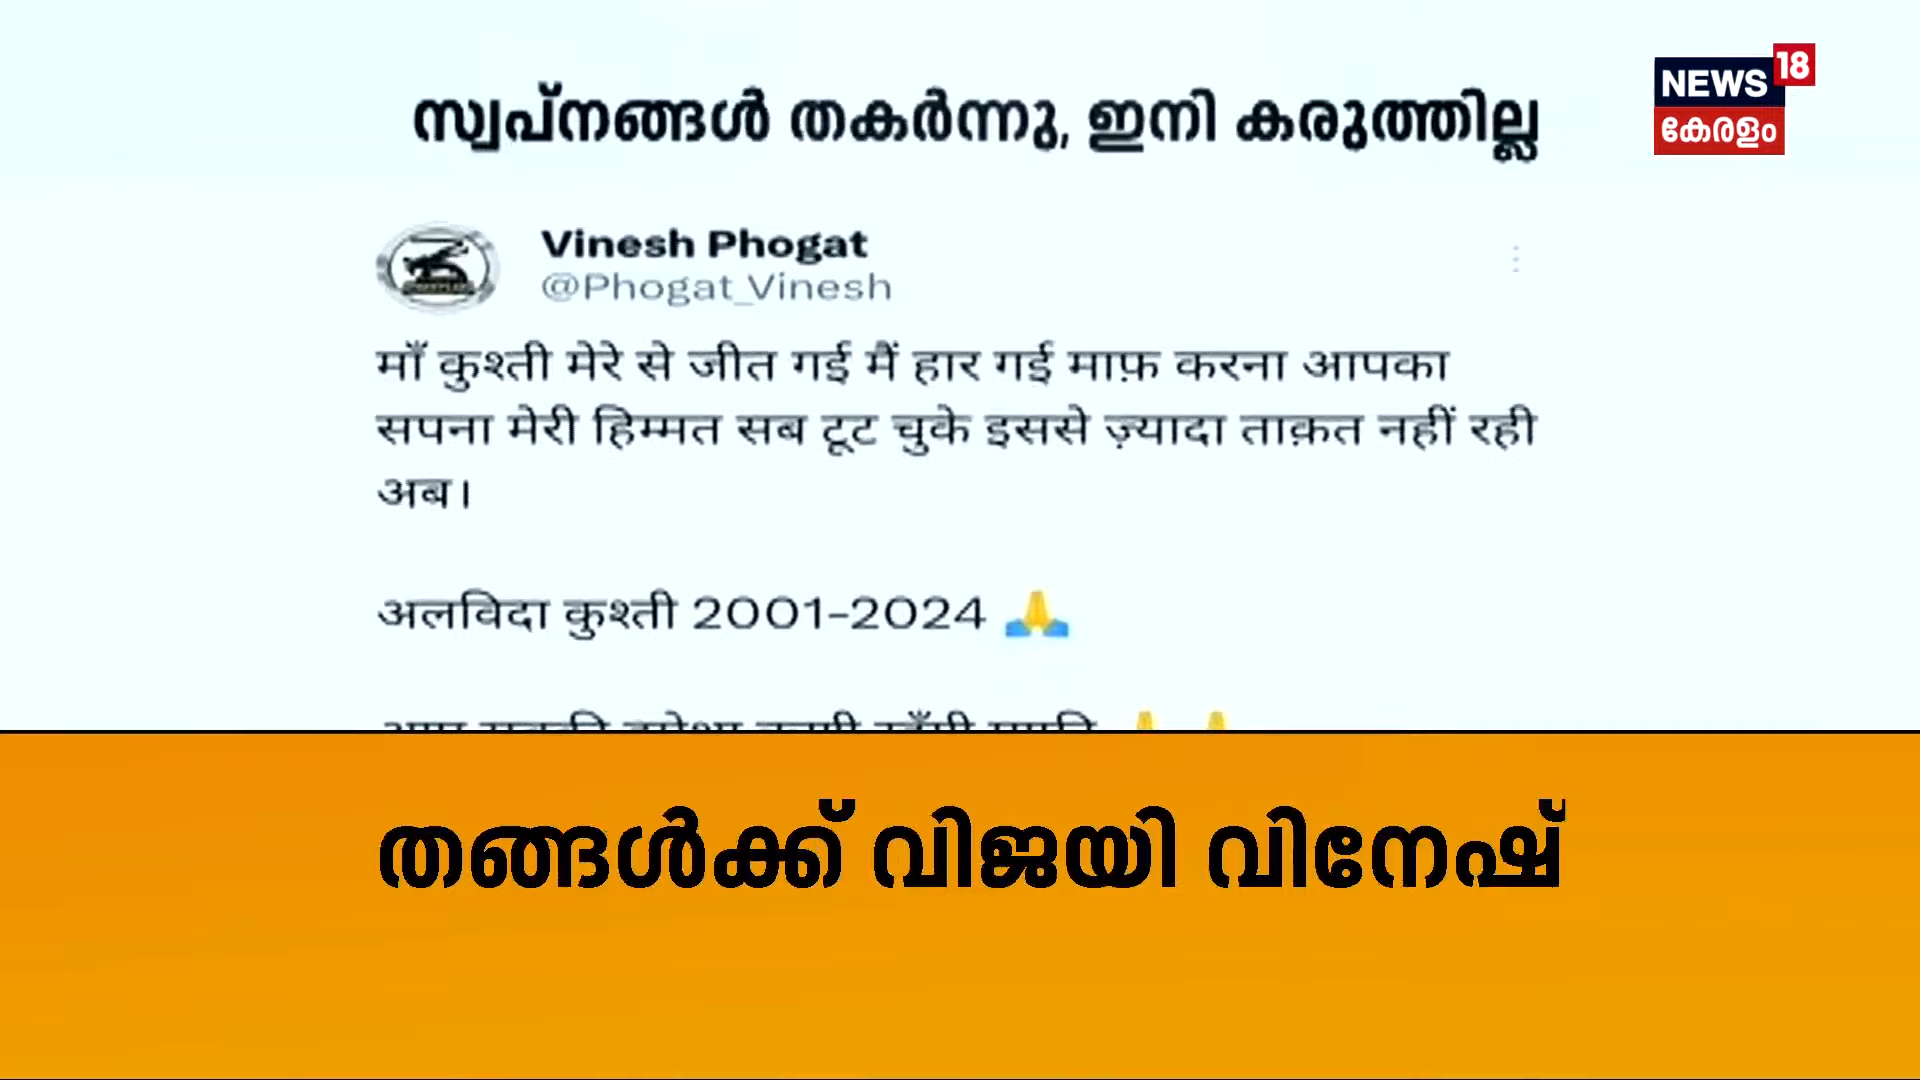 സ്വപ്നങ്ങൾ തകർന്നു, ഇനി കരുത്തില്ല
NEWS 18
കേരളം
Vinesh Phogat
@Phogat_Vinesh
माँ कुश्ती मेरे से जीत गई मैं हार गई माफ़ करना आपका
सपना मेरी हिम्मत सब टूट चुके इससे ज़्यादा ताक़त नहीं रही
अब।
अलविदा कुश्ती 2001-2024 🙏
തങ്ങൾക്ക് വിജയി വിനേഷ്